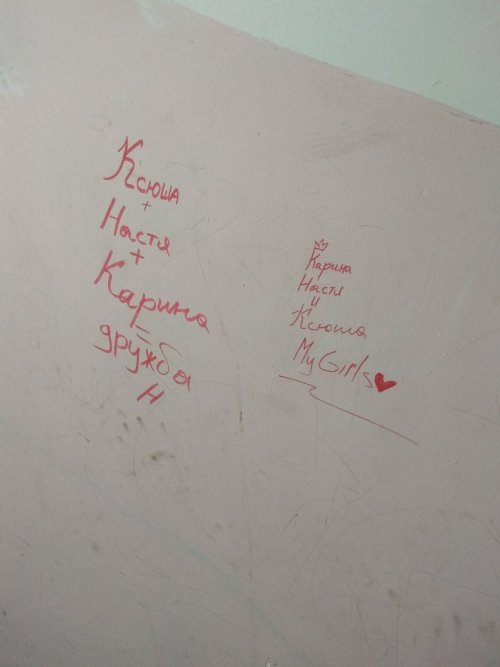 Ксюша
+
Настя
+
Карина
=
дружба
н
Карина
Настя
=
Ксюша
My Girls